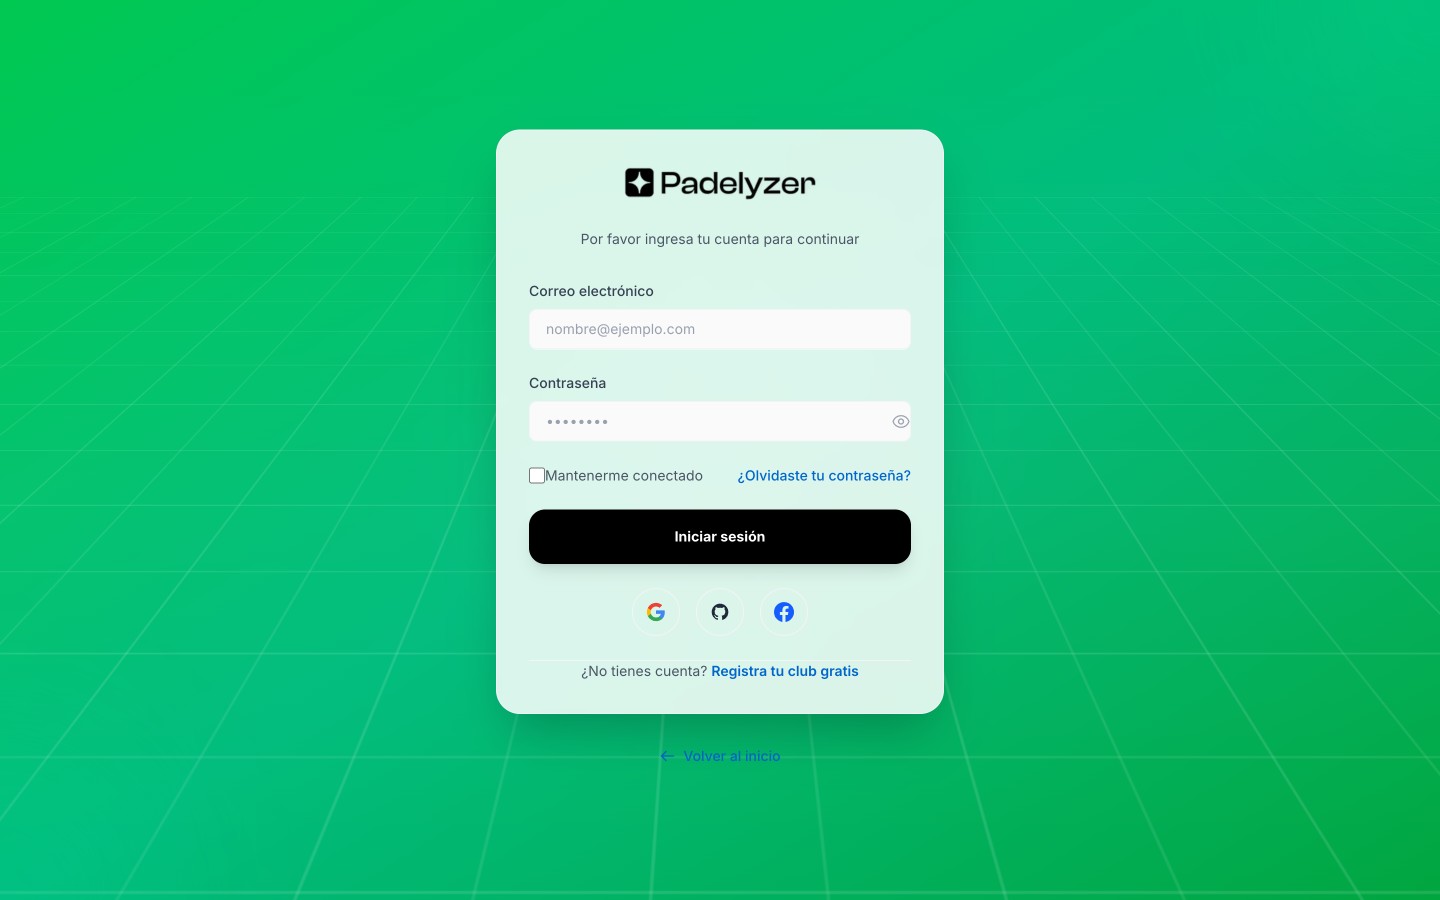 Padelyzer
Por favor ingresa tu cuenta para continuar
Correo electrónico
nombre@ejemplo.com
Contraseña
••••••••
Mantenerme conectado
¿Olvidaste tu contraseña?
Iniciar sesión
¿No tienes cuenta? Registra tu club gratis
← Volver al inicio